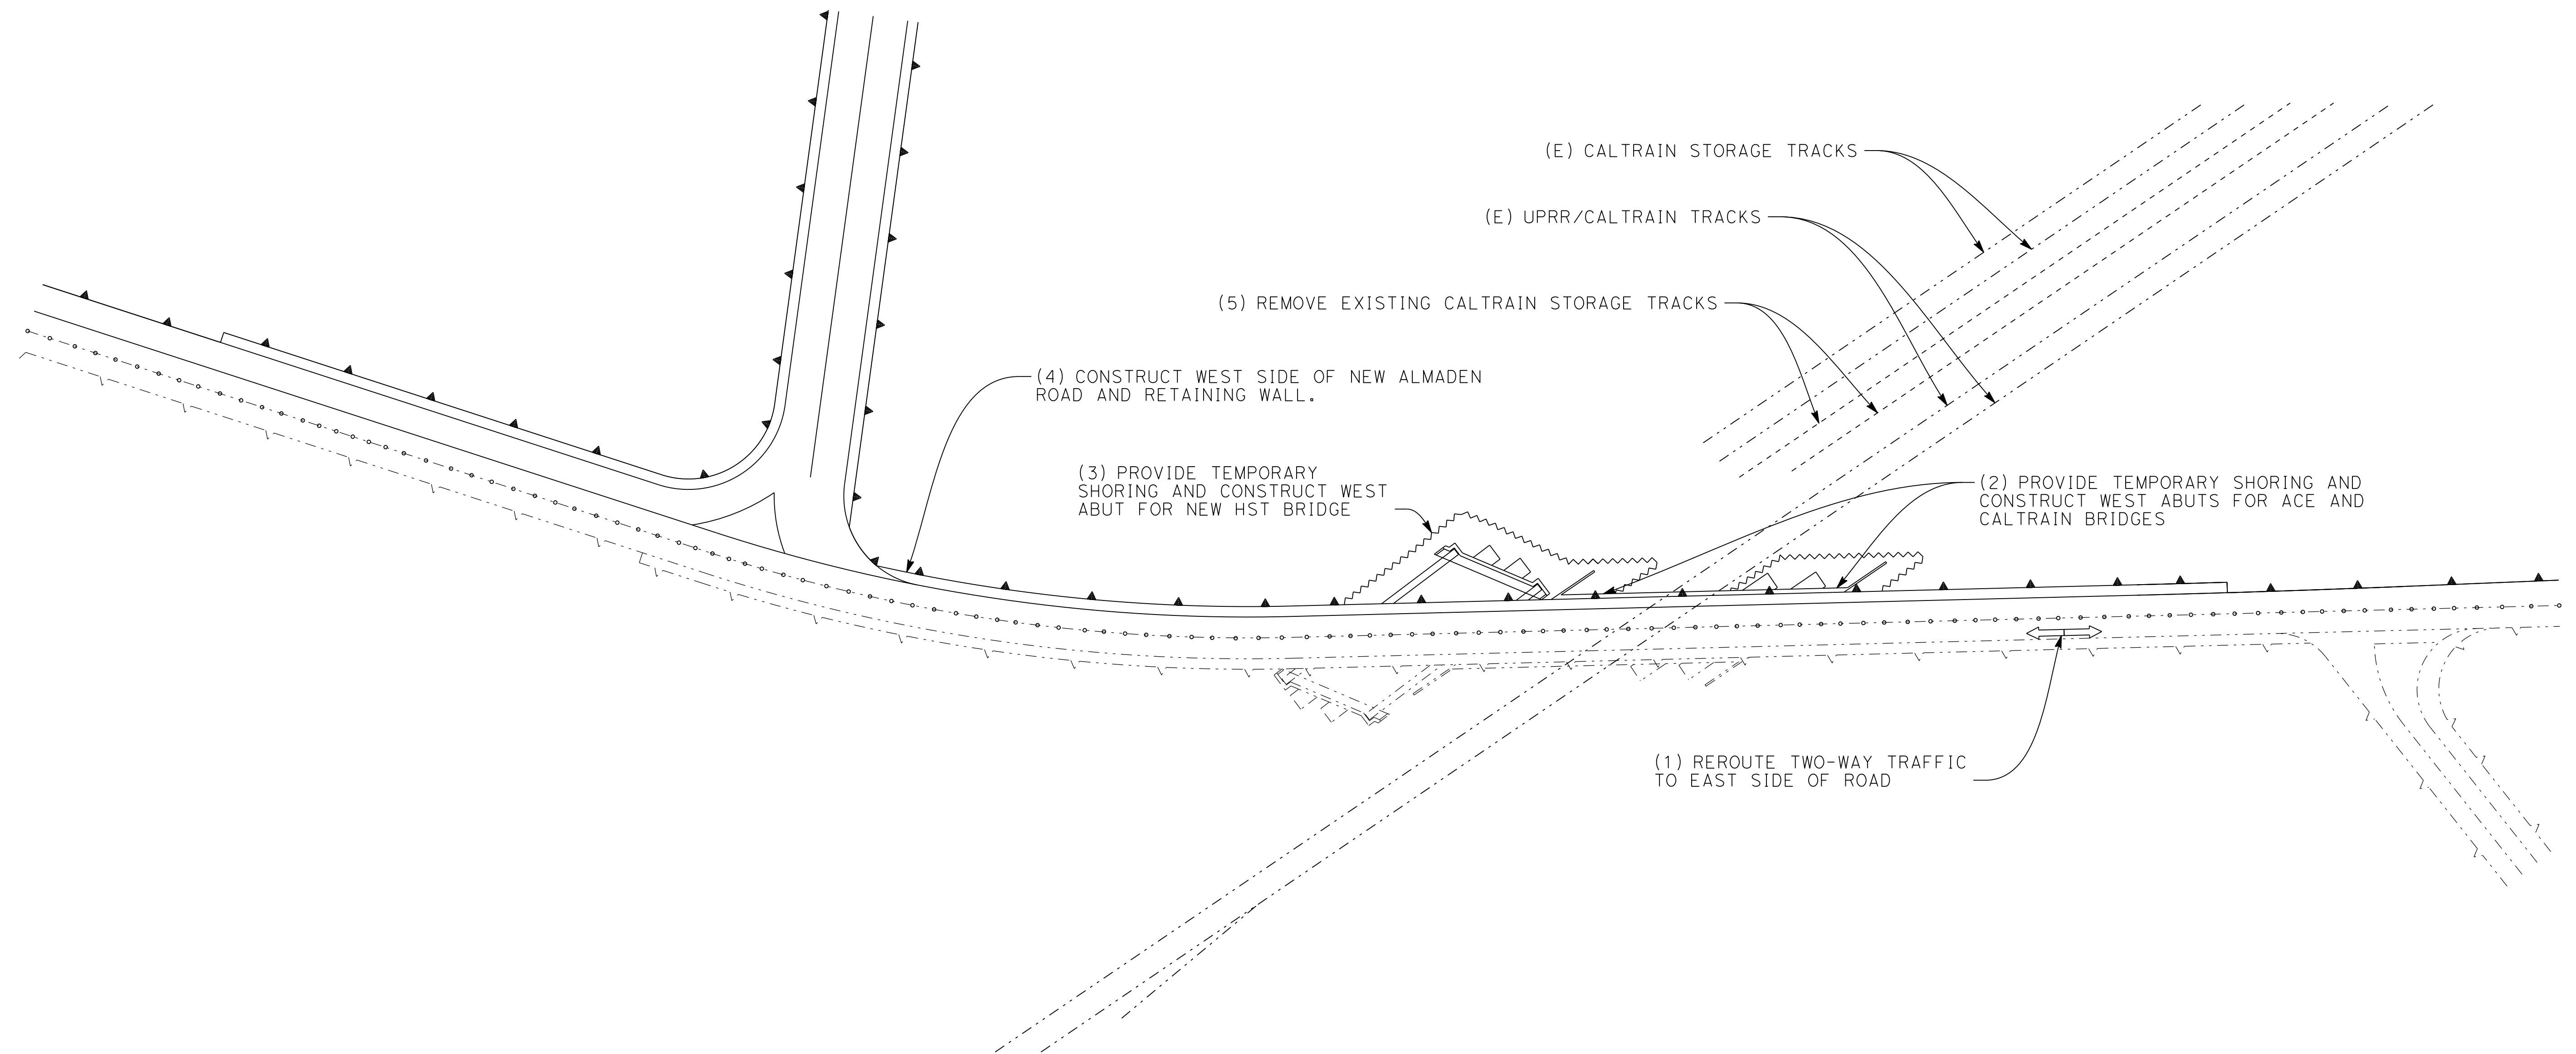 (E) CALTRAIN STORAGE TRACKS
(E) UPRR/CALTRAIN TRACKS
(5) REMOVE EXISTING CALTRAIN STORAGE TRACKS
(4) CONSTRUCT WEST SIDE OF NEW ALMADEN
ROAD AND RETAINING WALL.
(3) PROVIDE TEMPORARY
SHORING AND CONSTRUCT WEST
ABUT FOR NEW HST BRIDGE
(2) PROVIDE TEMPORARY SHORING AND
CONSTRUCT WEST ABUTS FOR ACE AND
CALTRAIN BRIDGES
(1) REROUTE TWO-WAY TRAFFIC
TO EAST SIDE OF ROAD